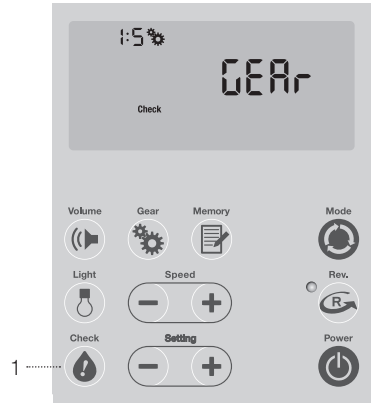 1:5
GEAr
Check
Volume Gear Memory Mode
Light Speed Rev.
R
Check Setting Power
1